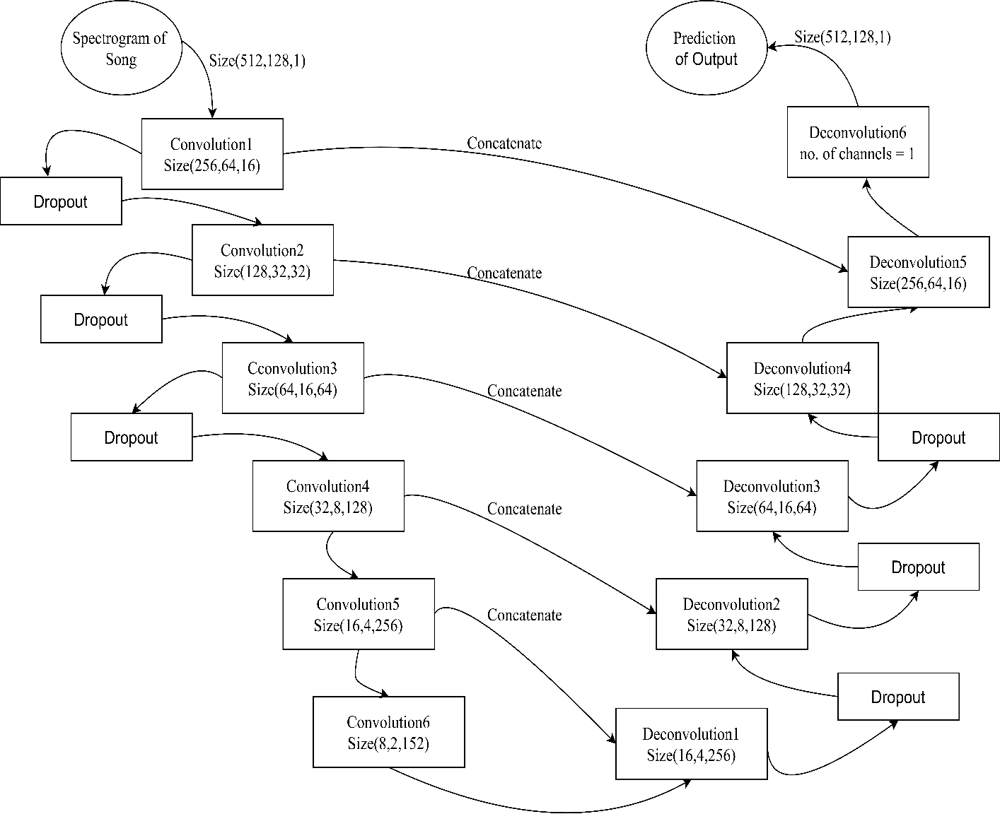 Spectrogram of
Song
Size(512,128,1)
Prediction
of Output
Size(512,128,1)
Convolution1
Size(256,64,16)
Concatenate
Deconvolution6
no. of channels = 1
Dropout
Convolution2
Size(128,32,32)
Concatenate
Deconvolution5
Size(256,64,16)
Dropout
Cconvolution3
Size(64,16,64)
Concatenate
Deconvolution4
Size(128,32,32)
Dropout
Dropout
Convolution4
Size(32,8,128)
Concatenate
Deconvolution3
Size(64,16,64)
Dropout
Convolution5
Size(16,4,256)
Concatenate
Deconvolution2
Size(32,8,128)
Dropout
Convolution6
Size(8,2,152)
Deconvolution1
Size(16,4,256)